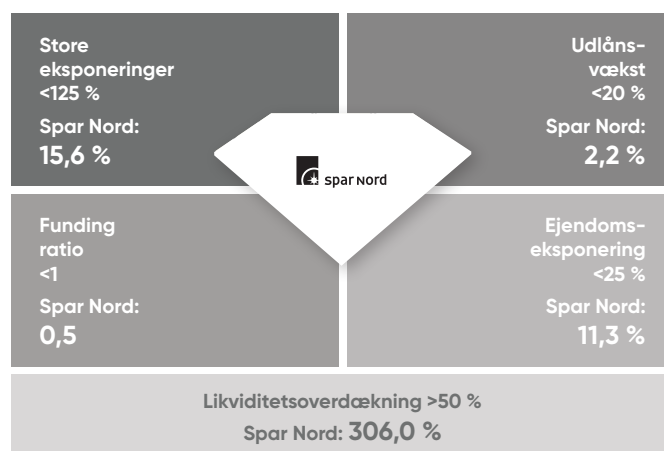 Store
eksponeringer
<125 %
Spar Nord:
15,6 %
Udlåns-
vækst
<20 %
Spar Nord:
2,2 %
spar nord
Funding
ratio
<1
Spar Nord:
0,5
Ejendoms-
eksponering
<25 %
Spar Nord:
11,3 %
Likviditetsoverdækning >50 %
Spar Nord: 306,0 %